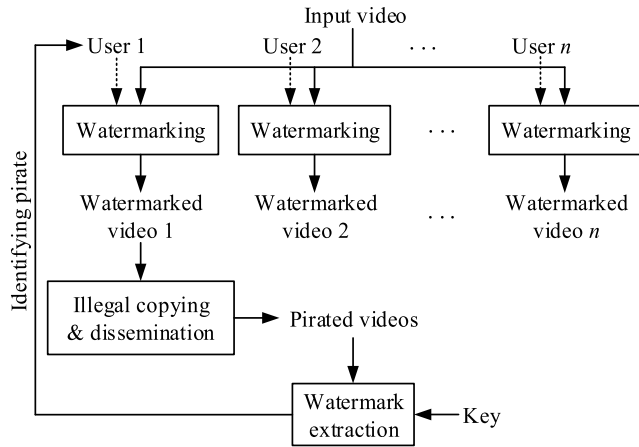 Input video
User 1
User 2
. . .
User n
Watermarking
Watermarking
. . .
Watermarking
Watermarked
video 1
Watermarked
video 2
. . .
Watermarked
video n
Identifying pirate
Illegal copying
& dissemination
Pirated videos
Watermark
extraction
Key